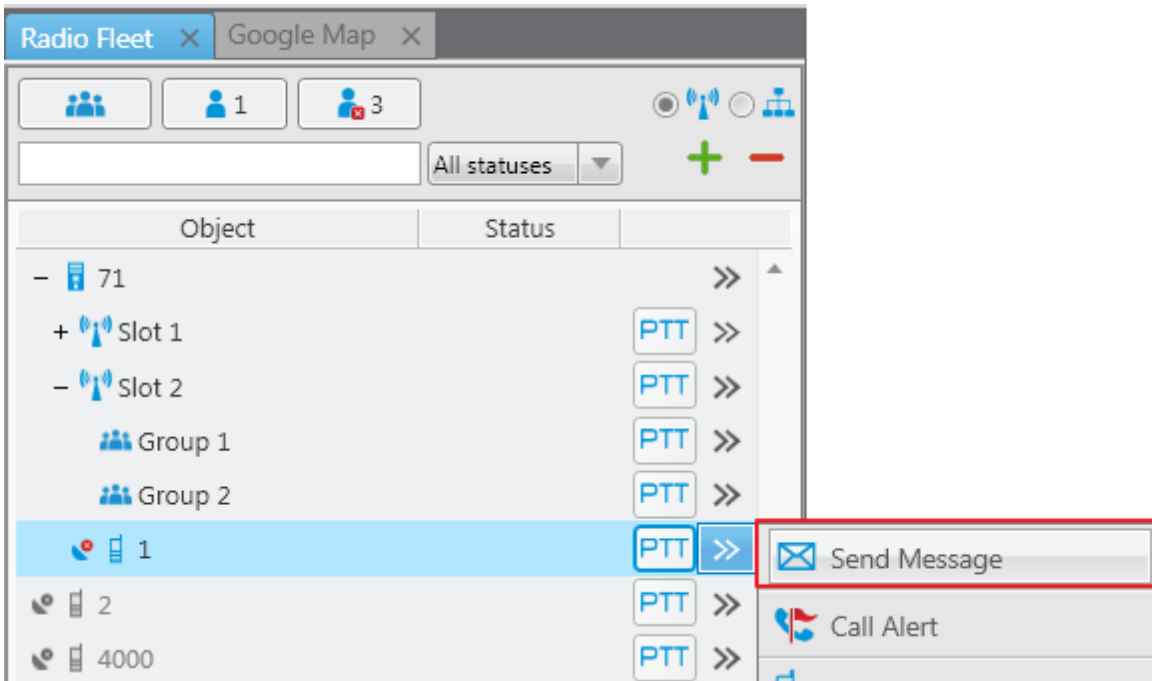 Radio Fleet Google Map
1 3
All statuses
Object Status
71
Slot 1 PTT
Slot 2 PTT
Group 1 PTT
Group 2 PTT
1 PTT Send Message
2 PTT Call Alert
4000 PTT